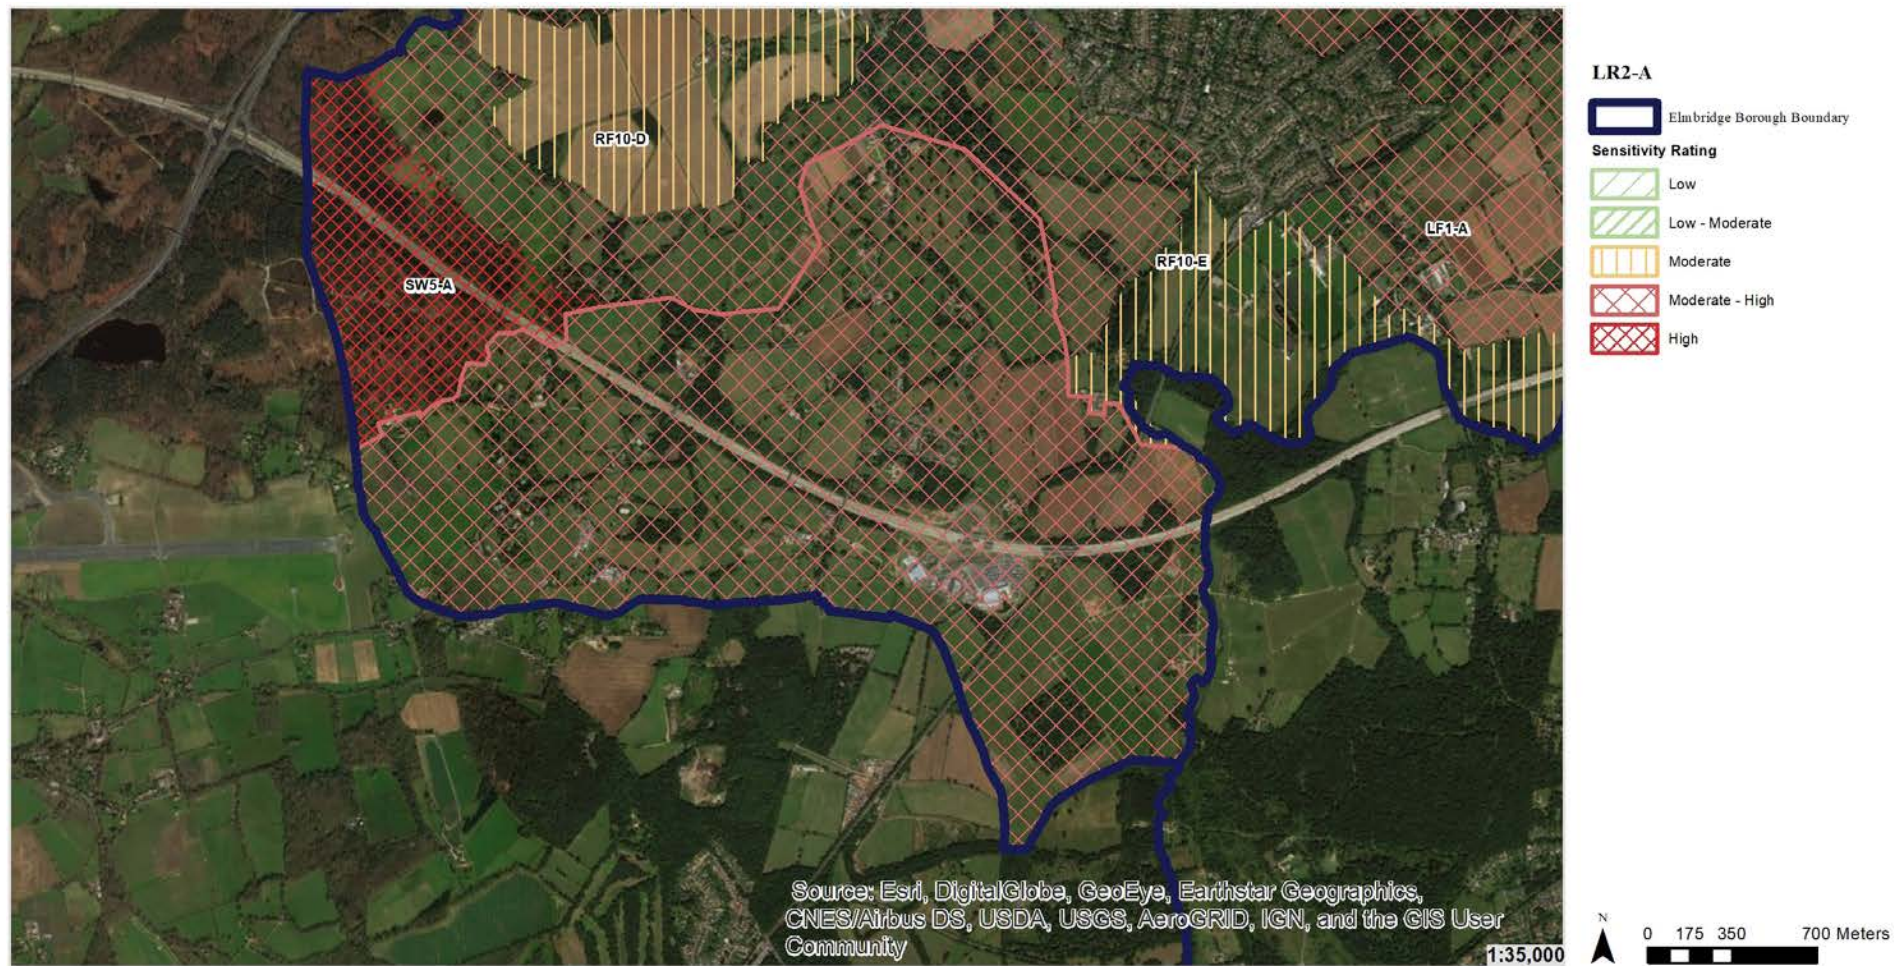 RF10-D
SW5-A
RF10-E
LF1-A
Source: Esri, DigitalGlobe, GeoEye, Earthstar Geographics,
CNES/Airbus DS, USDA, USGS, AeroGRID, IGN, and the GIS User
Community
1:35,000
LR2-A
Elmbridge Borough Boundary
Sensitivity Rating
Low
Low - Moderate
Moderate
Moderate - High
High
N
0 175 350 700 Meters